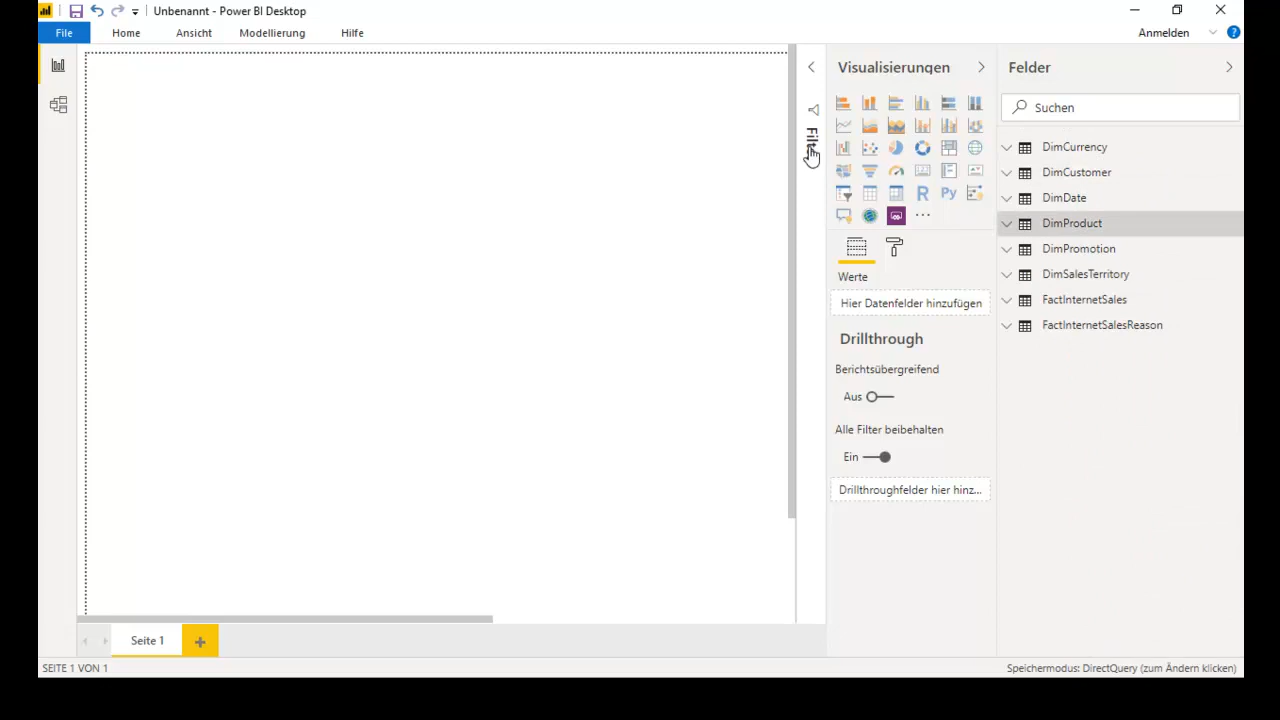 Unbenannt - Power BI Desktop
File Home Ansicht Modellierung Hilfe Anmelden ?
Visualisierungen
Felder
Suchen
R Py
DimCurrency
DimCustomer
DimDate
DimProduct
DimPromotion
DimSalesTerritory
FactInternetSales
FactInternetSalesReason
Werte
Hier Datenfelder hinzufügen
Drillthrough
Berichtsübergreifend
Aus
Alle Filter beibehalten
Ein
Drillthroughfelder hier hinz...
Seite 1
SEITE 1 VON 1
Speichermodus: DirectQuery (zum Ändern klicken)